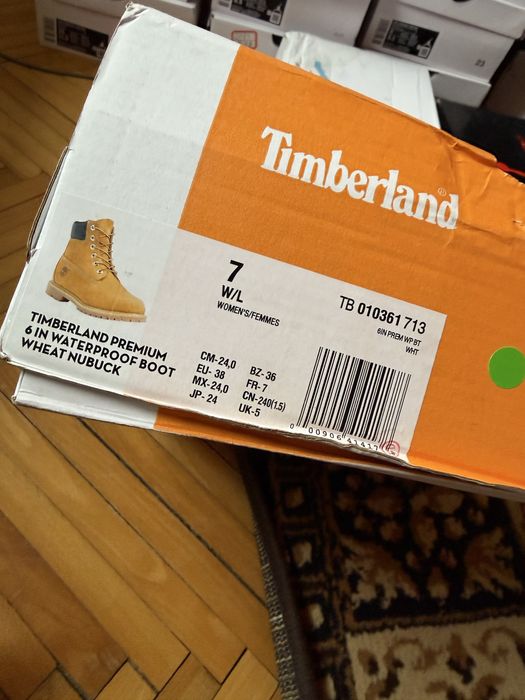 Timberland®
7
W/L
WOMEN'S/FEMMES
TB 010361 713
6IN PREM WP BT
WHT
TIMBERLAND PREMIUM
6 IN WATERPROOF BOOT
WHEAT NUBUCK
CM-24,0
EU- 38
MX-24,0
JP- 24
BZ-36
FR-7
CN-240(1.5)
UK-5
23